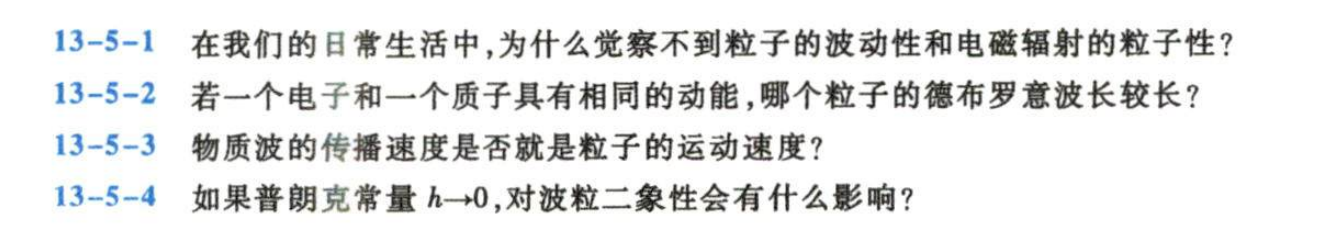 13-5-1 在我们的日常生活中,为什么觉察不到粒子的波动性和电磁辐射的粒子性?
13-5-2 若一个电子和一个质子具有相同的动能,哪个粒子的德布罗意波长较长?
13-5-3 物质波的传播速度是否就是粒子的运动速度?
13-5-4 如果普朗克常量 h→0,对波粒二象性会有什么影响?